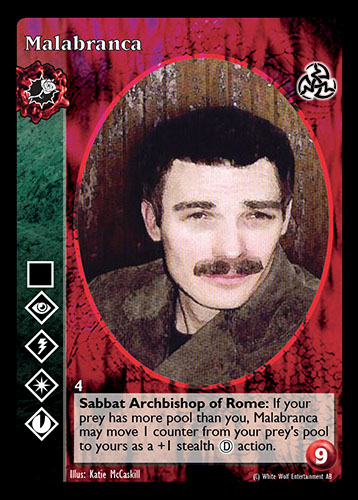 Malabranca
4
Sabbat Archbishop of Rome: If your
prey has more pool than you, Malabranca
may move 1 counter from your prey's pool
to yours as a +1 stealth Ⓓ action.
9
Illus: Katie McCaskill
(C) White Wolf Entertainment AB